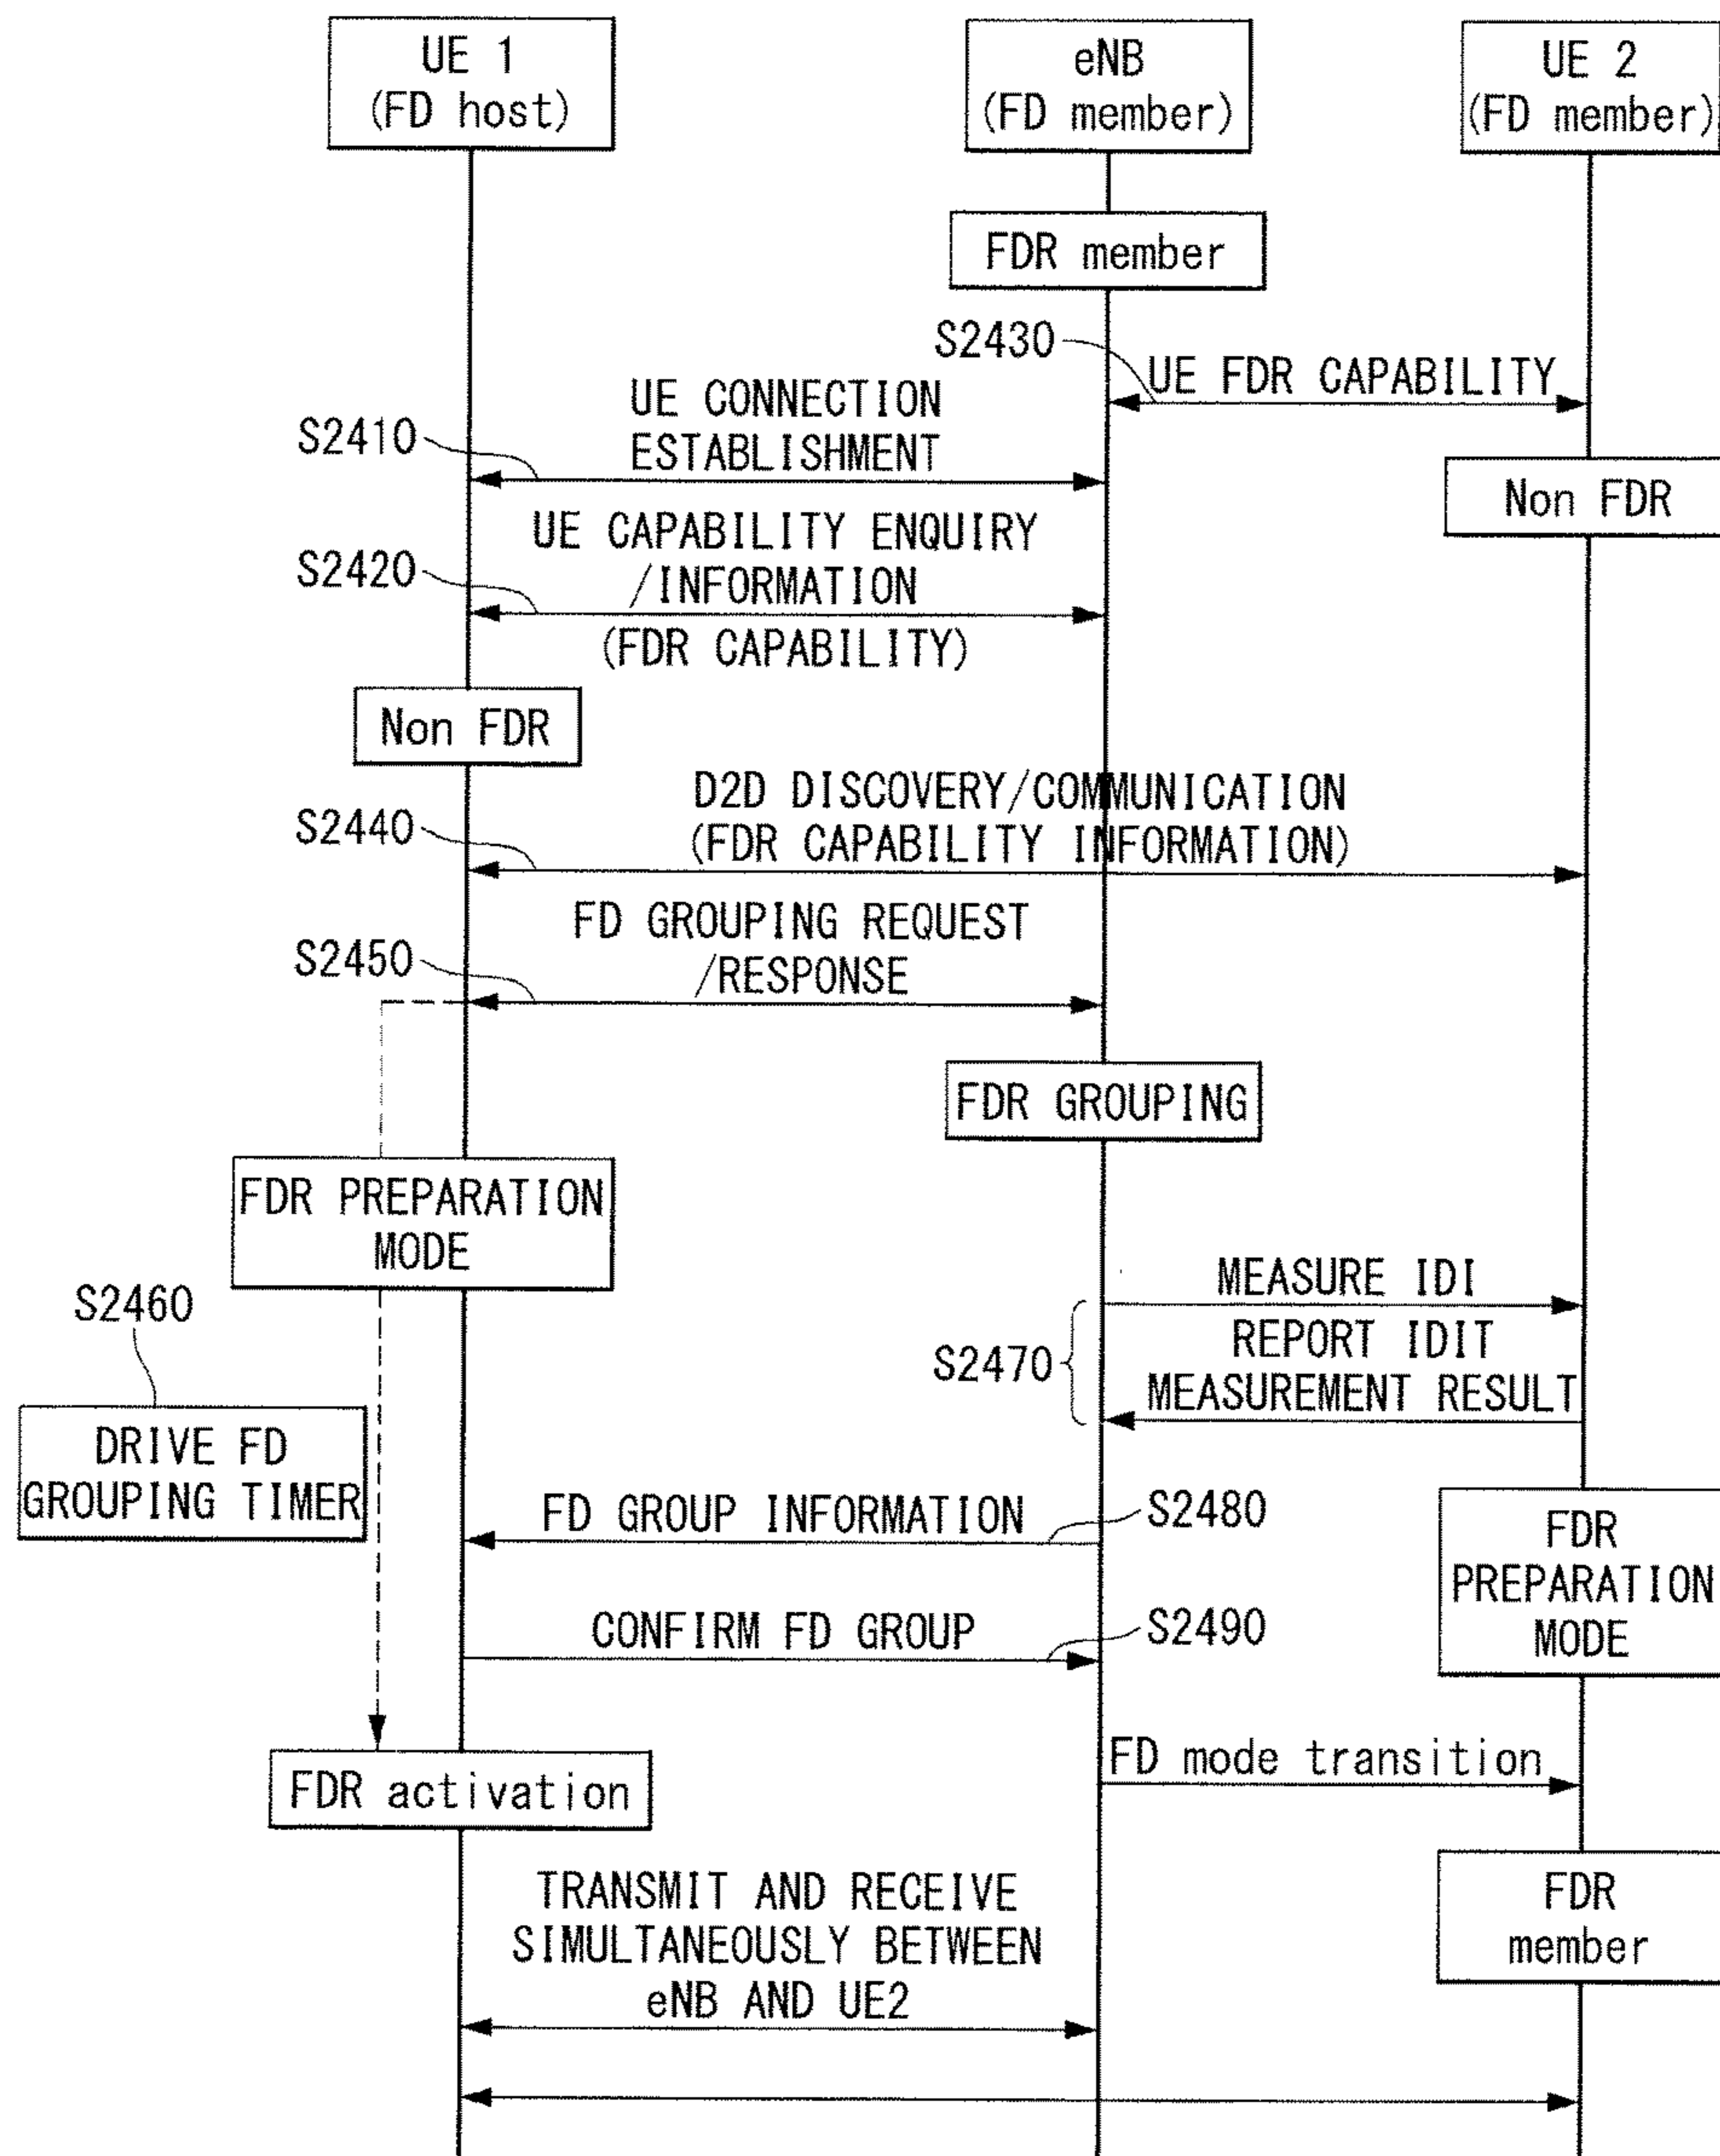 UE 1
(FD host)
eNB
(FD member)
UE 2
(FD member)
FDR member
S2430
UE FDR CAPABILITY
UE CONNECTION
ESTABLISHMENT
S2410
Non FDR
UE CAPABILITY ENQUIRY
/INFORMATION
(FDR CAPABILITY)
S2420
Non FDR
D2D DISCOVERY/COMMUNICATION
(FDR CAPABILITY INFORMATION)
S2440
FD GROUPING REQUEST
/RESPONSE
S2450
FDR GROUPING
FDR PREPARATION
MODE
MEASURE IDI
S2460
REPORT IDIT
MEASUREMENT RESULT
S2470
DRIVE FD
GROUPING TIMER
FD GROUP INFORMATION
S2480
FDR
PREPARATION
MODE
CONFIRM FD GROUP
S2490
FD mode transition
FDR activation
TRANSMIT AND RECEIVE
SIMULTANEOUSLY BETWEEN
eNB AND UE2
FDR
member